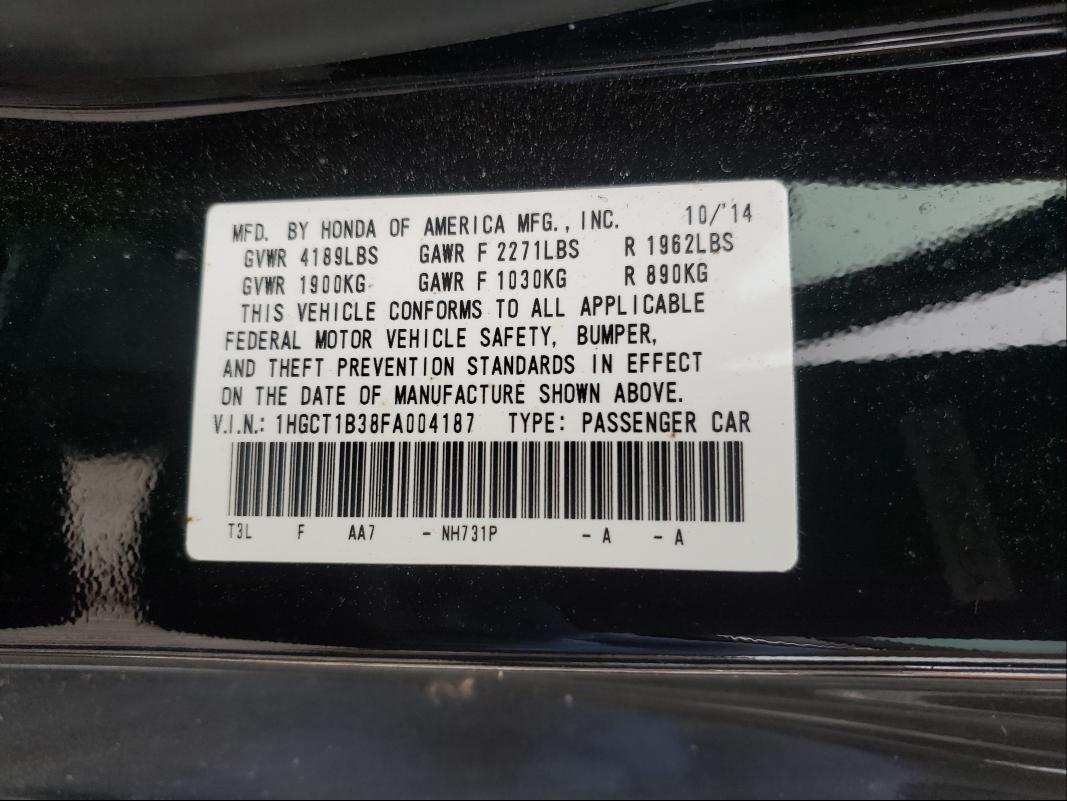 MFD. BY HONDA OF AMERICA MFG., INC. 10/'14
GVWR 4189LBS GAWR F 2271LBS R 1962LBS
GVWR 1900KG GAWR F 1030KG R 890KG
THIS VEHICLE CONFORMS TO ALL APPLICABLE
FEDERAL MOTOR VEHICLE SAFETY, BUMPER,
AND THEFT PREVENTION STANDARDS IN EFFECT
ON THE DATE OF MANUFACTURE SHOWN ABOVE.
V.I.N.: 1HGCT1B38FA004187 TYPE: PASSENGER CAR
T3L F AA7 - NH731P - A - A